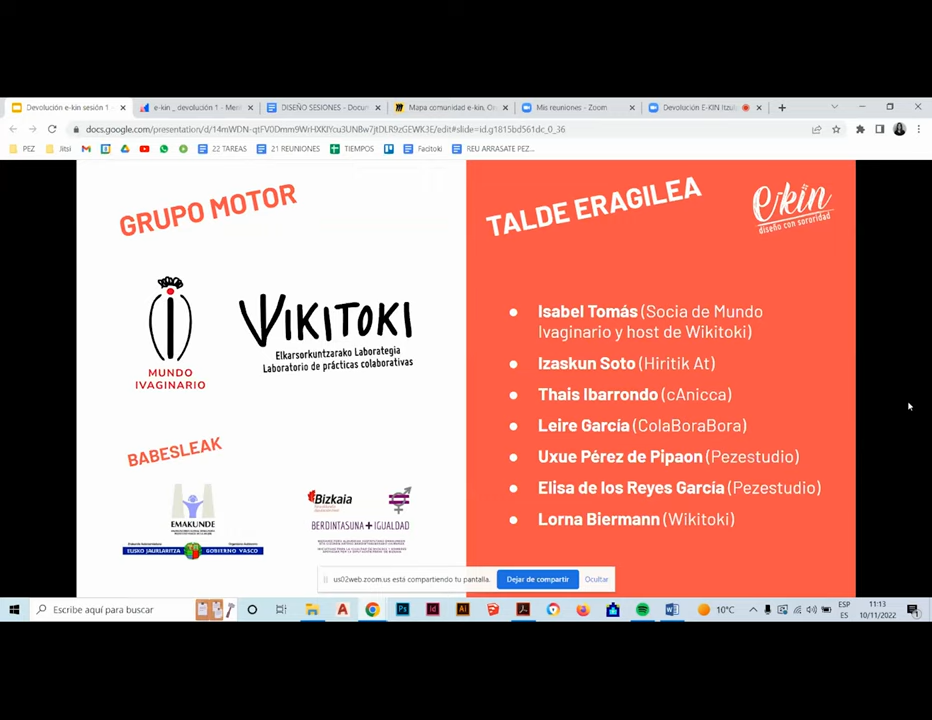 Devolución e-kin sesión 1 -
e-kin _ devolución 1 - Meet
DISEÑO SESIONES - Docum
Mapa comunidad e-kin, On
Mis reuniones - Zoom
Devolución E-KIN Itzul
docs.google.com/presentation/d/14mWDN-qtFV0Dmm9WrHXKlYcu3UNBw7jtDLR9zGEWK3E/edit#slide=id.g1815bd561dc_0_36
PEZ
Jitsi
22 TAREAS
21 REUNIONES
TIEMPOS
Facitoki
REU ARRASATE PEZ...
GRUPO MOTOR
MUNDO
IVAGINARIO
WIKITOKI
Elkarsorkuntzarako Laborategia
Laboratorio de prácticas colaborativas
BABESLEAK
EMAKUNDE
EUSKO JAURLARITZA
GOBIERNO VASCO
Bizkaia
BERDINTASUNA + IGUALDAD
TALDE ERAGILEA
e-kin
diseño con sororidad
● Isabel Tomás (Socia de Mundo
Ivaginario y host de Wikitoki)
● Izaskun Soto (Hiritik At)
● Thais Ibarrondo (cAnicca)
● Leire García (ColaBoraBora)
● Uxue Pérez de Pipaon (Pezestudio)
● Elisa de los Reyes García (Pezestudio)
● Lorna Biermann (Wikitoki)
us02web.zoom.us está compartiendo tu pantalla.
Dejar de compartir
Ocultar
Escribe aquí para buscar
10°C
ESP
ES
11:13
10/11/2022